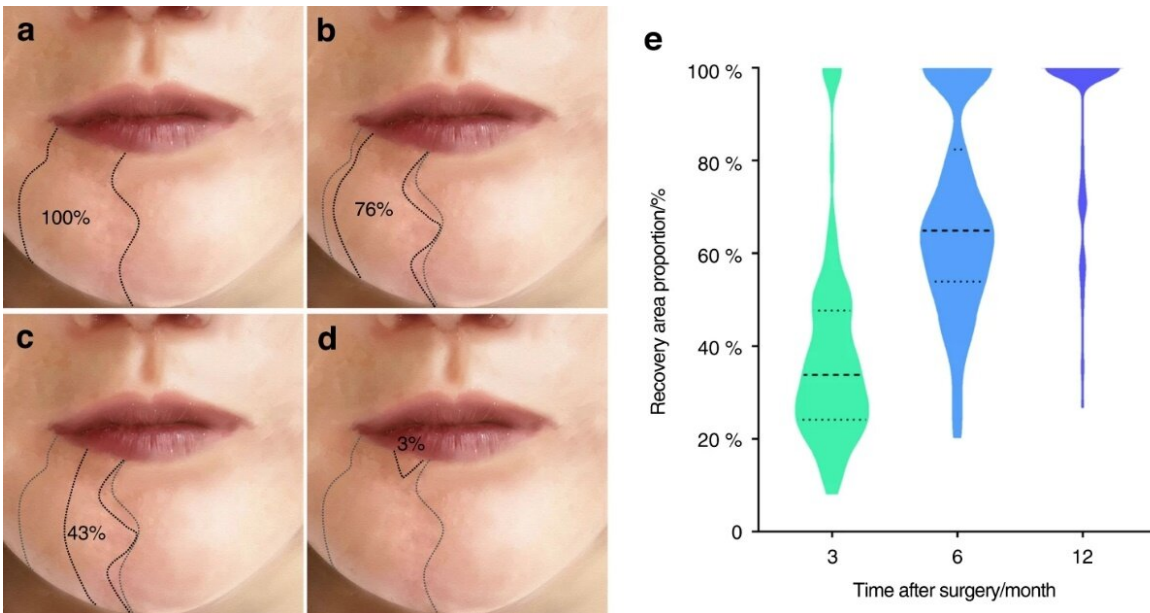 a
100%
b
76%
c
43%
d
3%
e
Recovery area proportion/%
100 %
80 %
60 %
40 %
20 %
0
3
6
12
Time after surgery/month